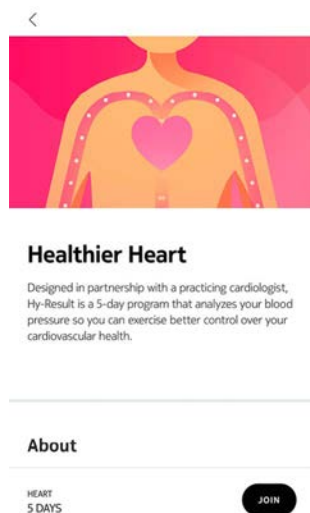 Healthier Heart
Designed in partnership with a practicing cardiologist,
Hy-Result is a 5-day program that analyzes your blood
pressure so you can exercise better control over your
cardiovascular health.
About
HEART
5 DAYS
JOIN